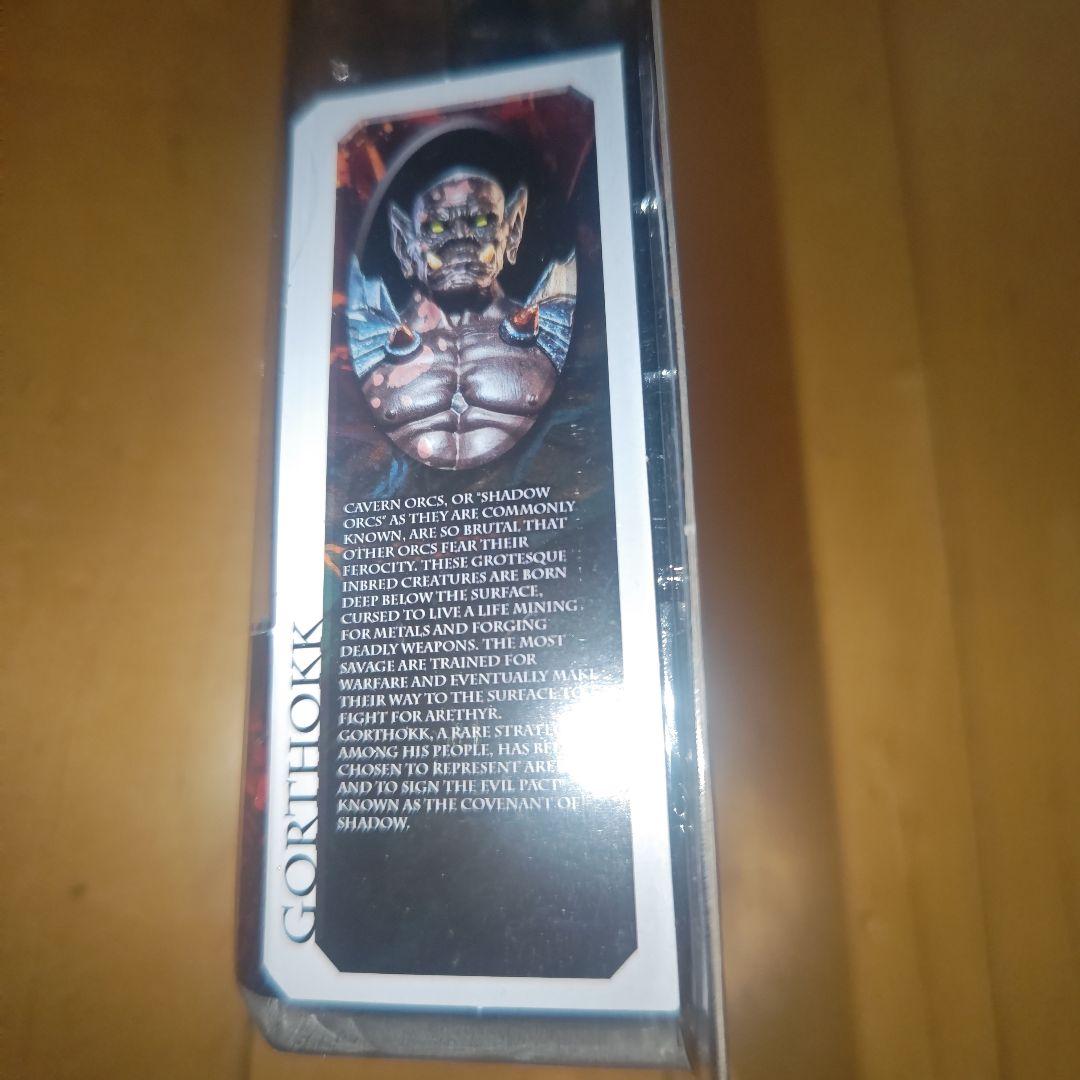 CAVERN ORCS, OR "SHADOW
ORCS" AS THEY ARE COMMONLY
KNOWN, ARE SO BRUTAL THAT
OTHER ORCS FEAR THEIR
FEROCITY. THESE GROTESQUE
INBRED CREATURES ARE BORN
DEEP BELOW THE SURFACE,
CURSED TO LIVE A LIFE MINING
FOR METALS AND FORGING
DEADLY WEAPONS. THE MOST
SAVAGE ARE TRAINED FOR
WARFARE AND EVENTUALLY MAKE
THEIR WAY TO THE SURFACE TO
FIGHT FOR ARETHYR.
GORTHOKK, A RARE
AMONG HIS PEOPLE, HAS
CHOSEN TO REPRESENT
AND TO SIGN THE EVIL PACT
KNOWN AS THE COVENANT OF
SHADOW.
GORTHOKK